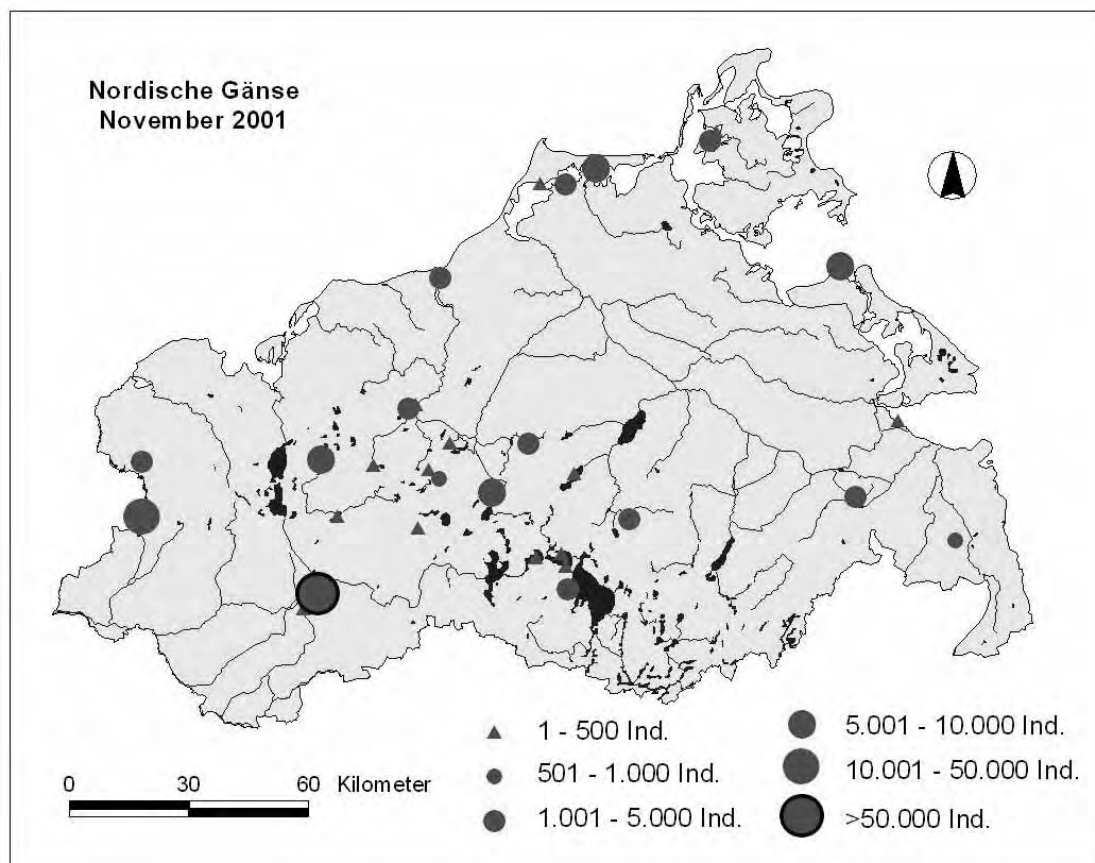 Nordische Gänse
November 2001
0 30 60 Kilometer
1 - 500 Ind.
501 - 1.000 Ind.
1.001 - 5.000 Ind.
5.001 - 10.000 Ind.
10.001 - 50.000 Ind.
>50.000 Ind.